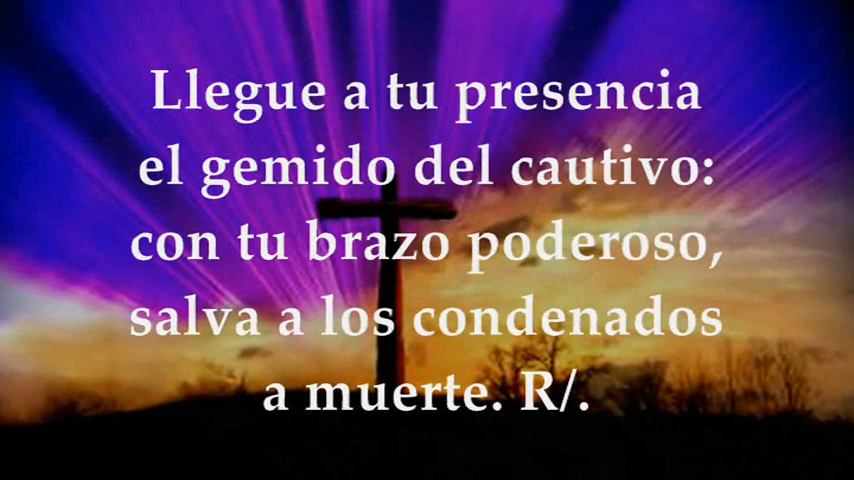 Llegue a tu presencia
el gemido del cautivo:
con tu brazo poderoso,
salva a los condenados
a muerte. R/.